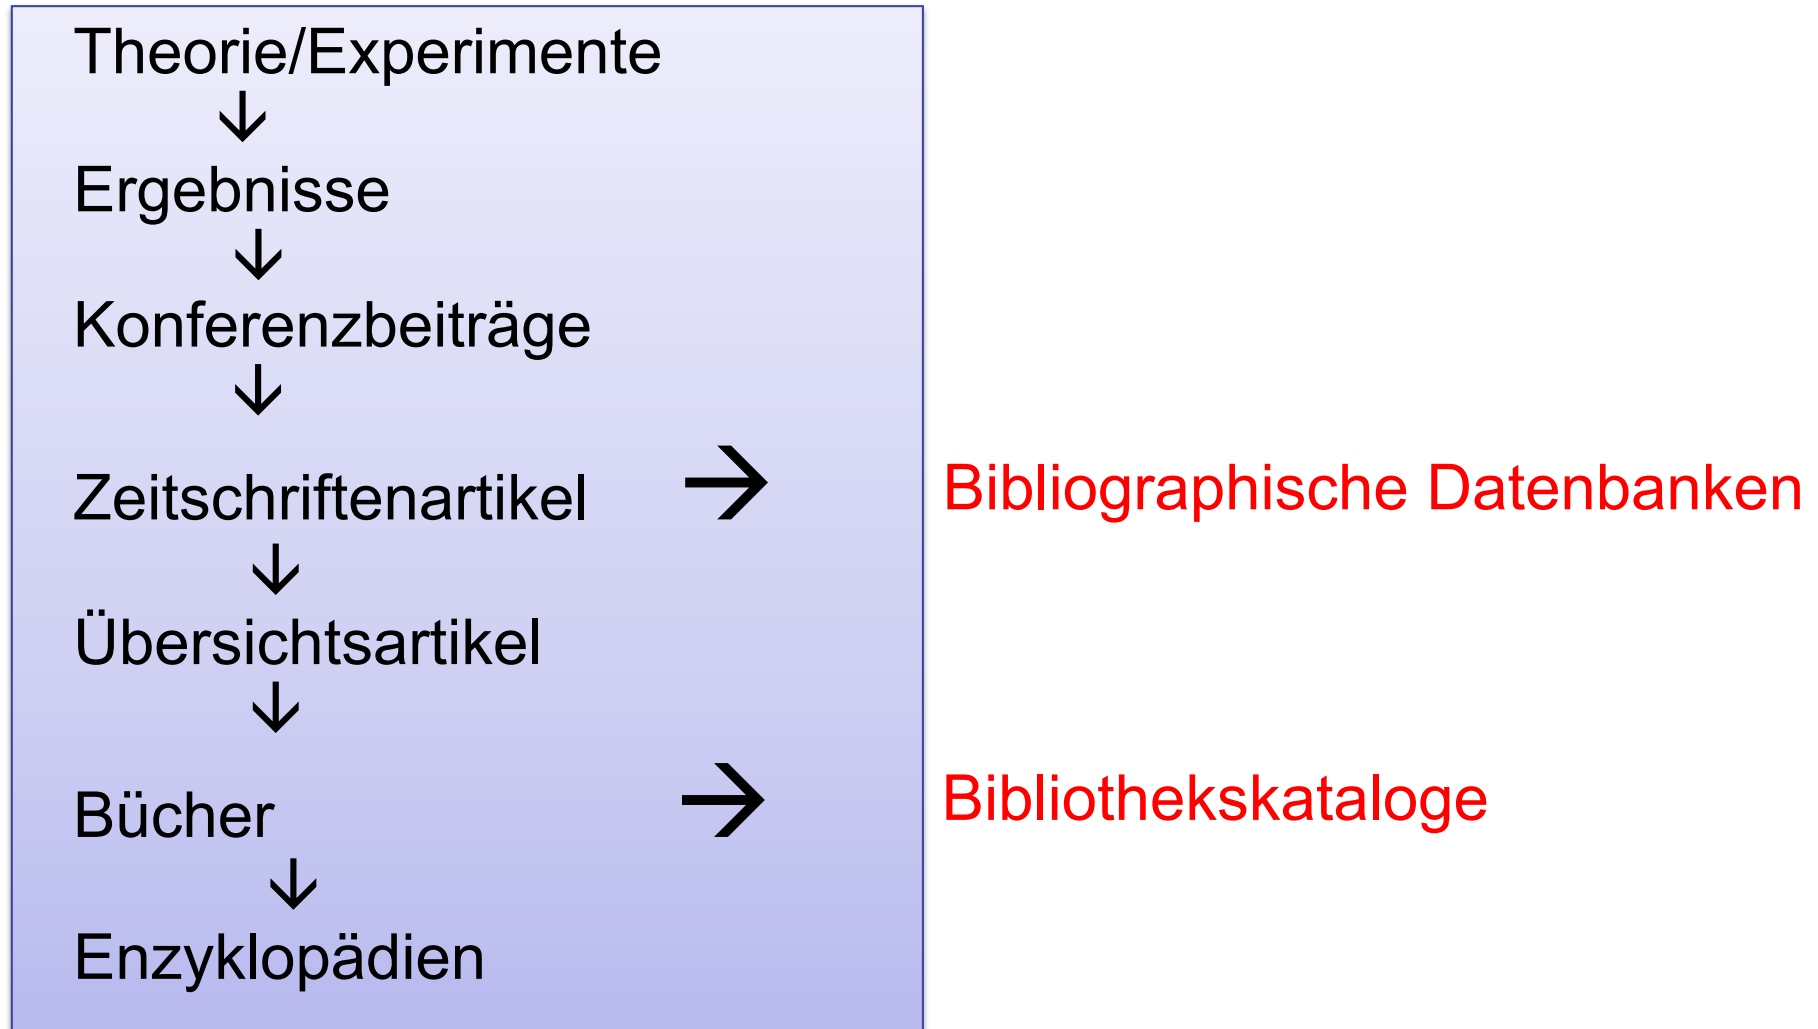 Theorie/Experimente
↓
Ergebnisse
↓
Konferenzbeiträge
↓
Zeitschriftenartikel → Bibliographische Datenbanken
↓
Übersichtsartikel
↓
Bücher → Bibliothekskataloge
↓
Enzyklopädien